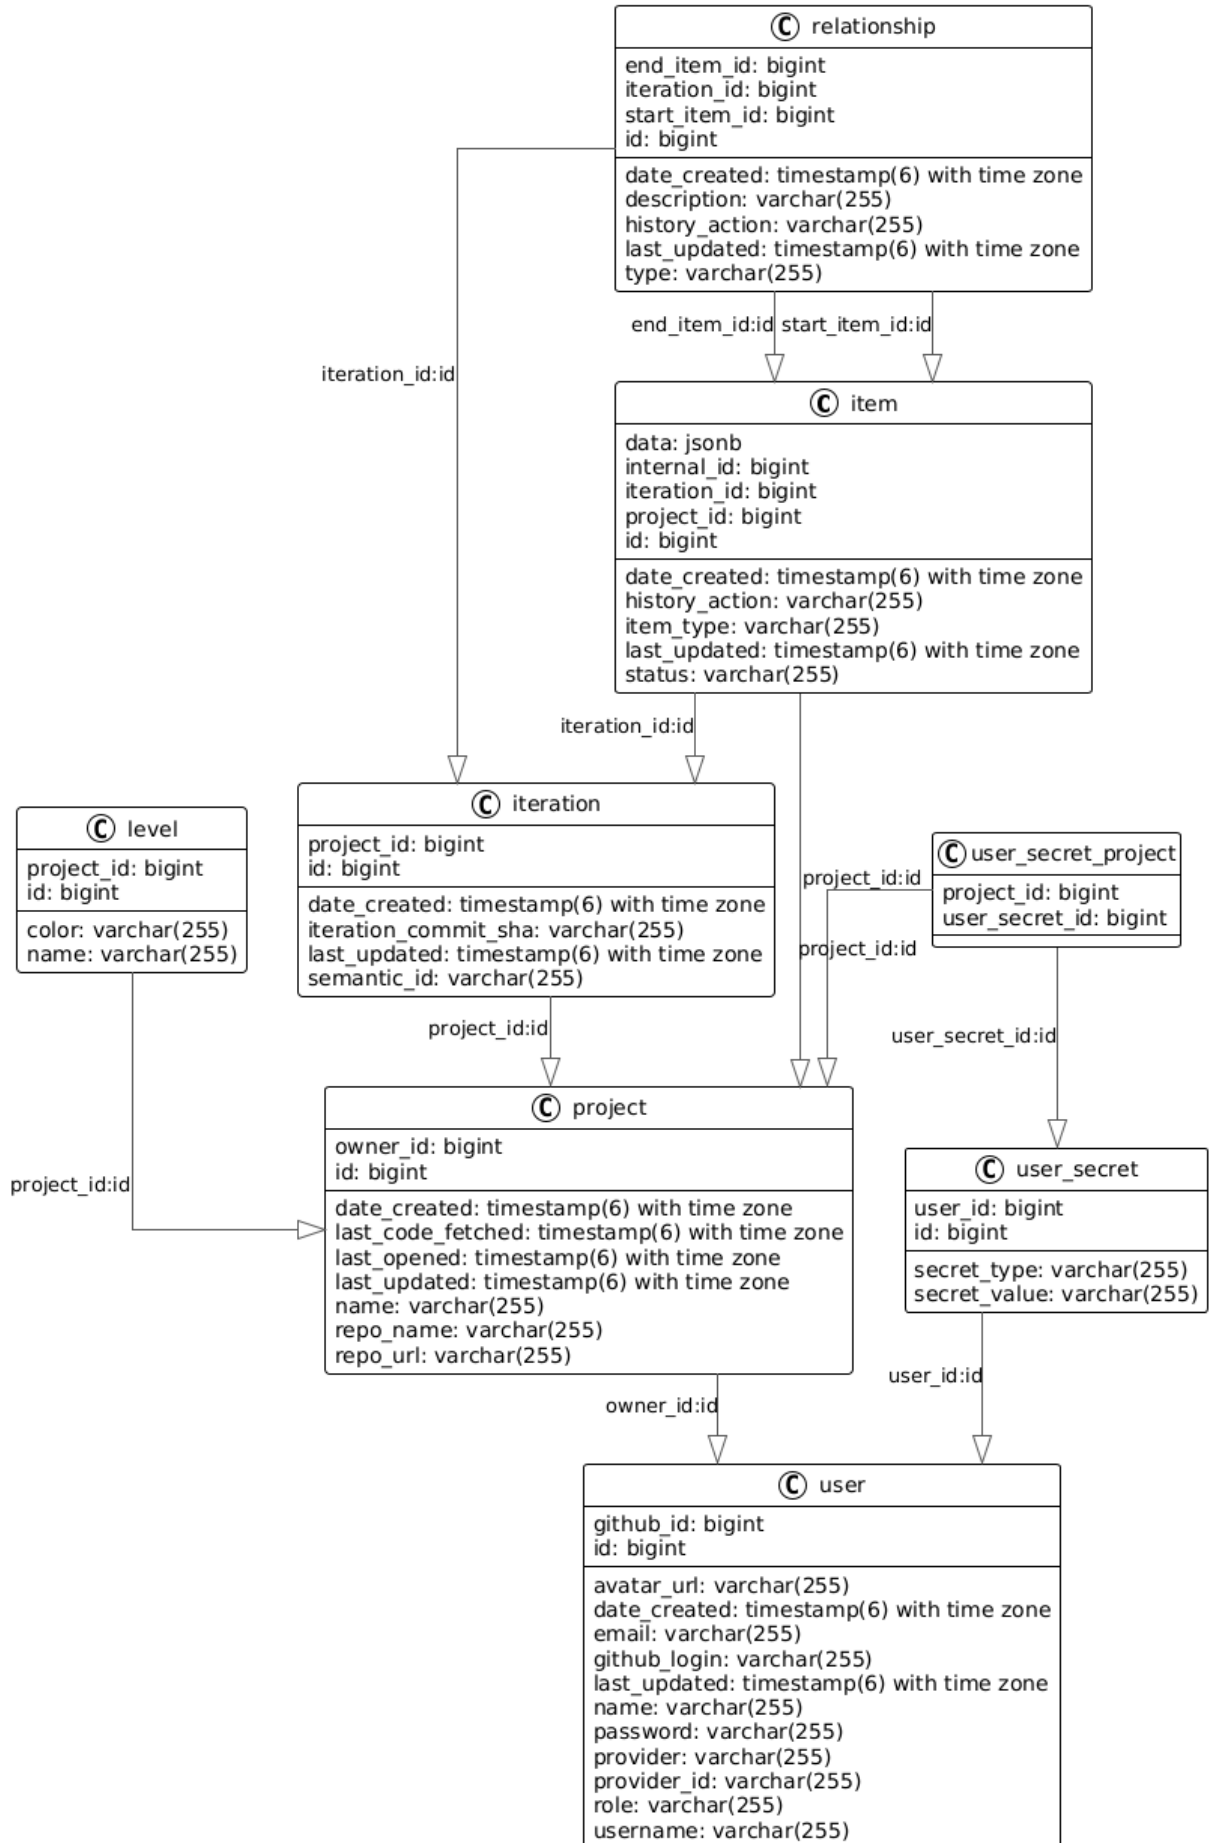 C relationship
end_item_id: bigint
iteration_id: bigint
start_item_id: bigint
id: bigint
date_created: timestamp(6) with time zone
description: varchar(255)
history_action: varchar(255)
last_updated: timestamp(6) with time zone
type: varchar(255)
end_item_id:id
start_item_id:id
iteration_id:id
C item
data: jsonb
internal_id: bigint
iteration_id: bigint
project_id: bigint
id: bigint
date_created: timestamp(6) with time zone
history_action: varchar(255)
item_type: varchar(255)
last_updated: timestamp(6) with time zone
status: varchar(255)
iteration_id:id
C level
project_id: bigint
id: bigint
color: varchar(255)
name: varchar(255)
C iteration
project_id: bigint
id: bigint
date_created: timestamp(6) with time zone
iteration_commit_sha: varchar(255)
last_updated: timestamp(6) with time zone
semantic_id: varchar(255)
C user_secret_project
project_id: bigint
user_secret_id: bigint
project_id:id
project_id:id
project_id:id
user_secret_id:id
project_id:id
C project
owner_id: bigint
id: bigint
date_created: timestamp(6) with time zone
last_code_fetched: timestamp(6) with time zone
last_opened: timestamp(6) with time zone
last_updated: timestamp(6) with time zone
name: varchar(255)
repo_name: varchar(255)
repo_url: varchar(255)
C user_secret
user_id: bigint
id: bigint
secret_type: varchar(255)
secret_value: varchar(255)
owner_id:id
user_id:id
C user
github_id: bigint
id: bigint
avatar_url: varchar(255)
date_created: timestamp(6) with time zone
email: varchar(255)
github_login: varchar(255)
last_updated: timestamp(6) with time zone
name: varchar(255)
password: varchar(255)
provider: varchar(255)
provider_id: varchar(255)
role: varchar(255)
username: varchar(255)